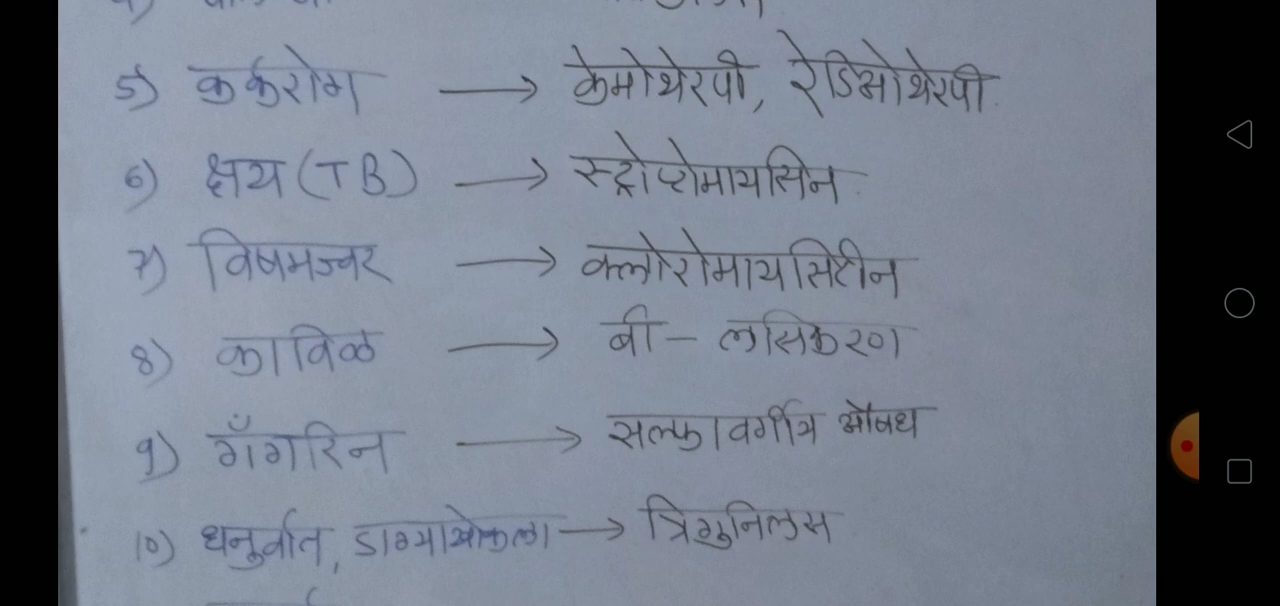 5) कर्करोग → केमोथेरपी, रेडिओथेरपी.
6) क्षय (TB) → स्ट्रेप्टोमायसिन
7) विषमज्वर → क्लोरोमायसिटीन
8) काविळ → बी - लसिकरण
9) गँगरिन → सल्फावर्गीय औषध
10) धनुर्वात, डांग्याखोकला → त्रिगुनिलस